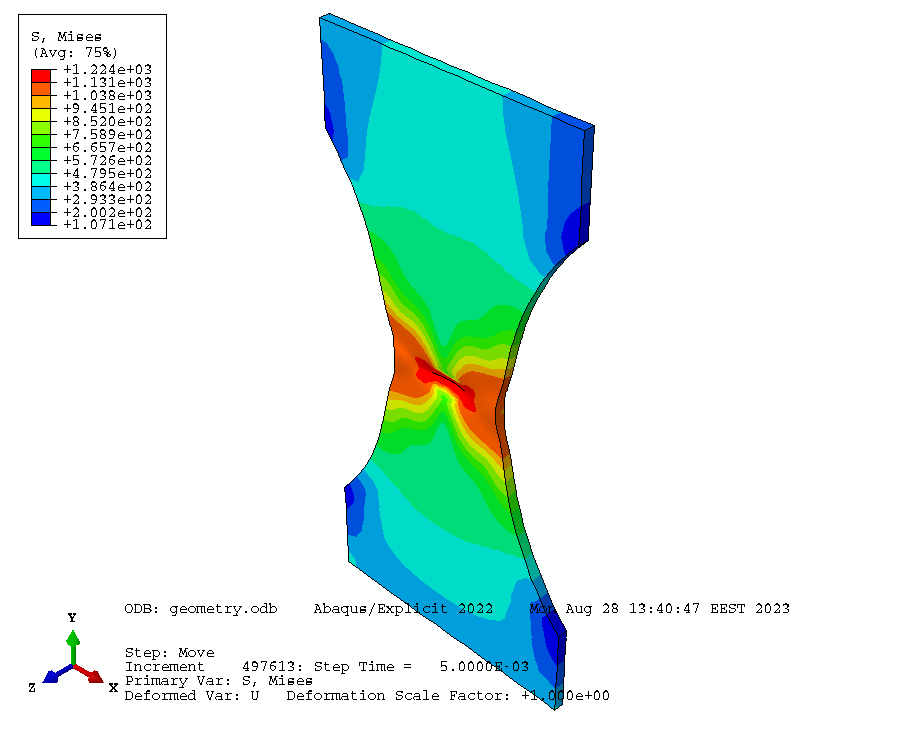 S, Mises
(Avg: 75%)
+1.224e+03
+1.131e+03
+1.038e+03
+9.451e+02
+8.520e+02
+7.589e+02
+6.657e+02
+5.726e+02
+4.795e+02
+3.864e+02
+2.933e+02
+2.002e+02
+1.071e+02
ODB: geometry.odb    Abaqus/Explicit 2022    Mon Aug 28 13:40:47 EEST 2023
Y
Z
X
Step: Move
Increment    497613: Step Time =    5.0000E-03
Primary Var: S, Mises
Deformed Var: U   Deformation Scale Factor: +1.000e+00